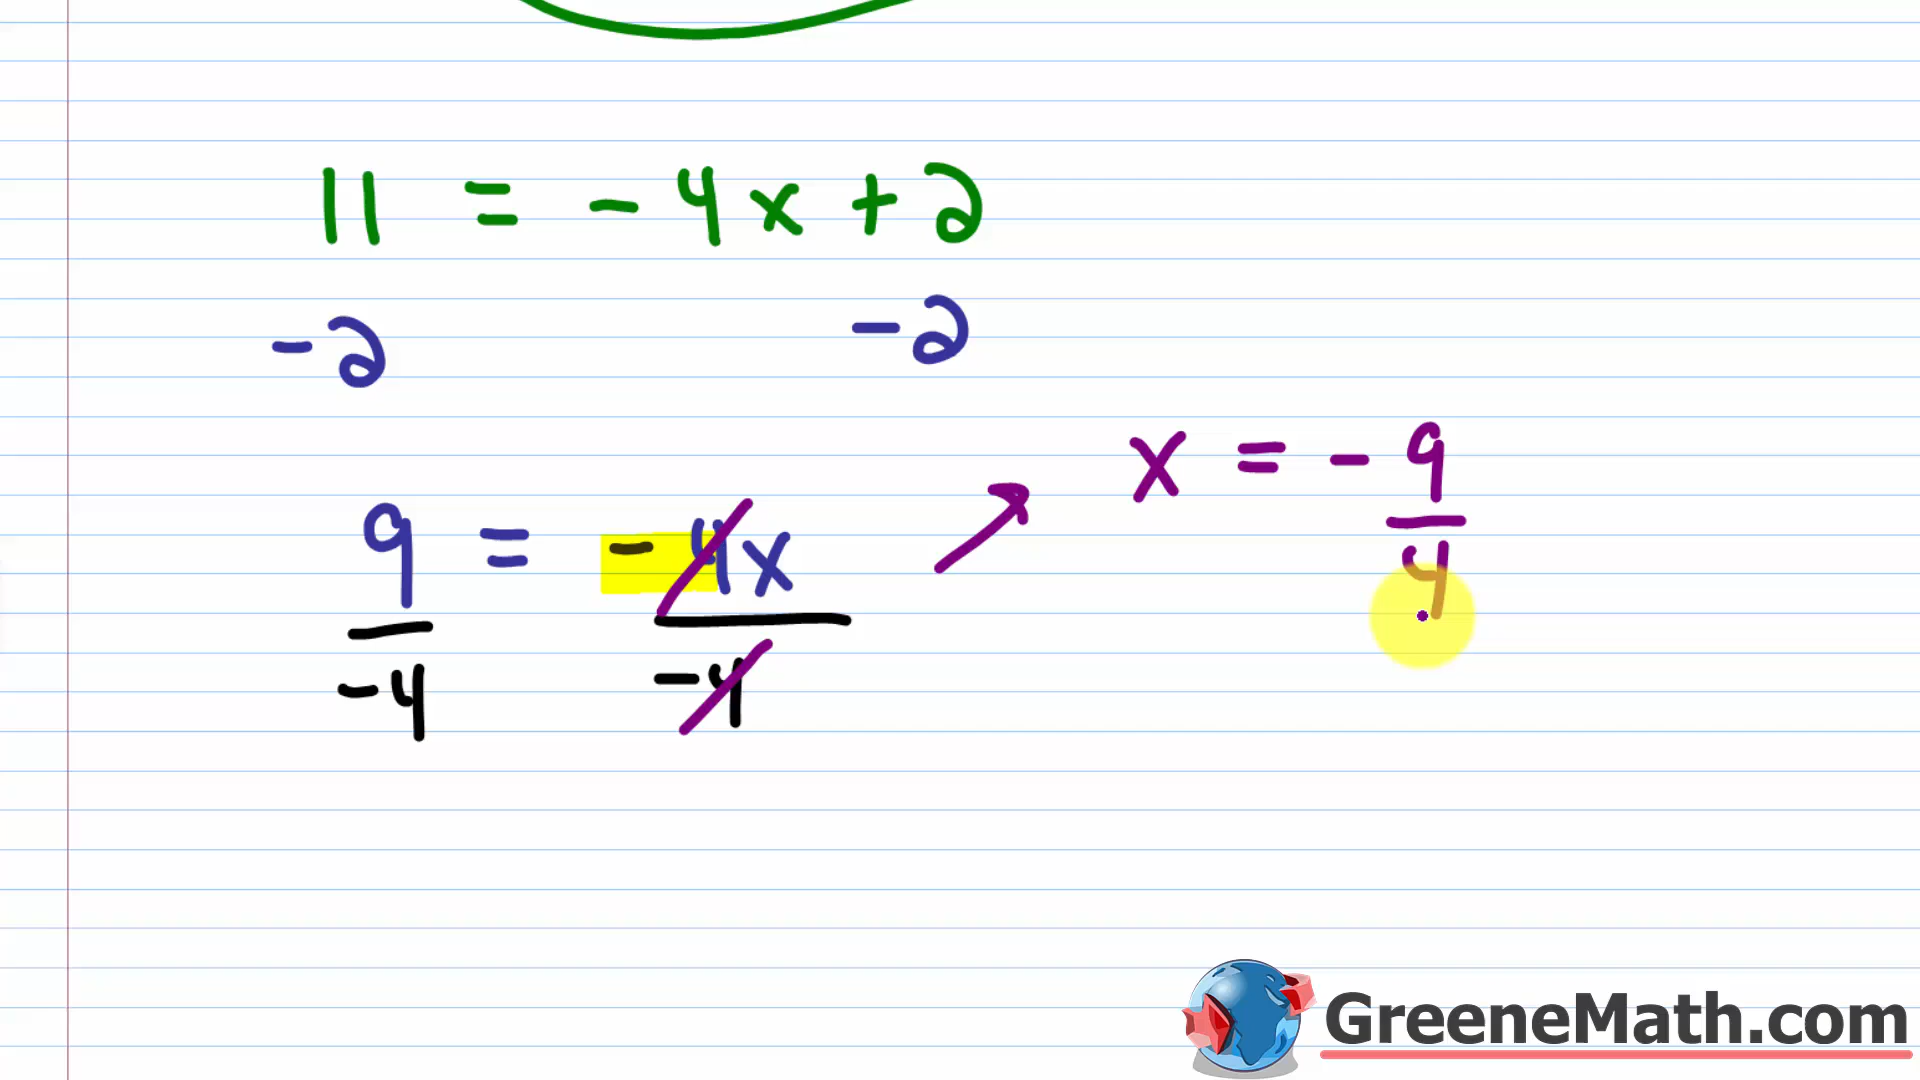 11 = - 4x + 2
-2 -2
9 = - 4x
-4 -4
x = - 9
4
GreeneMath.com